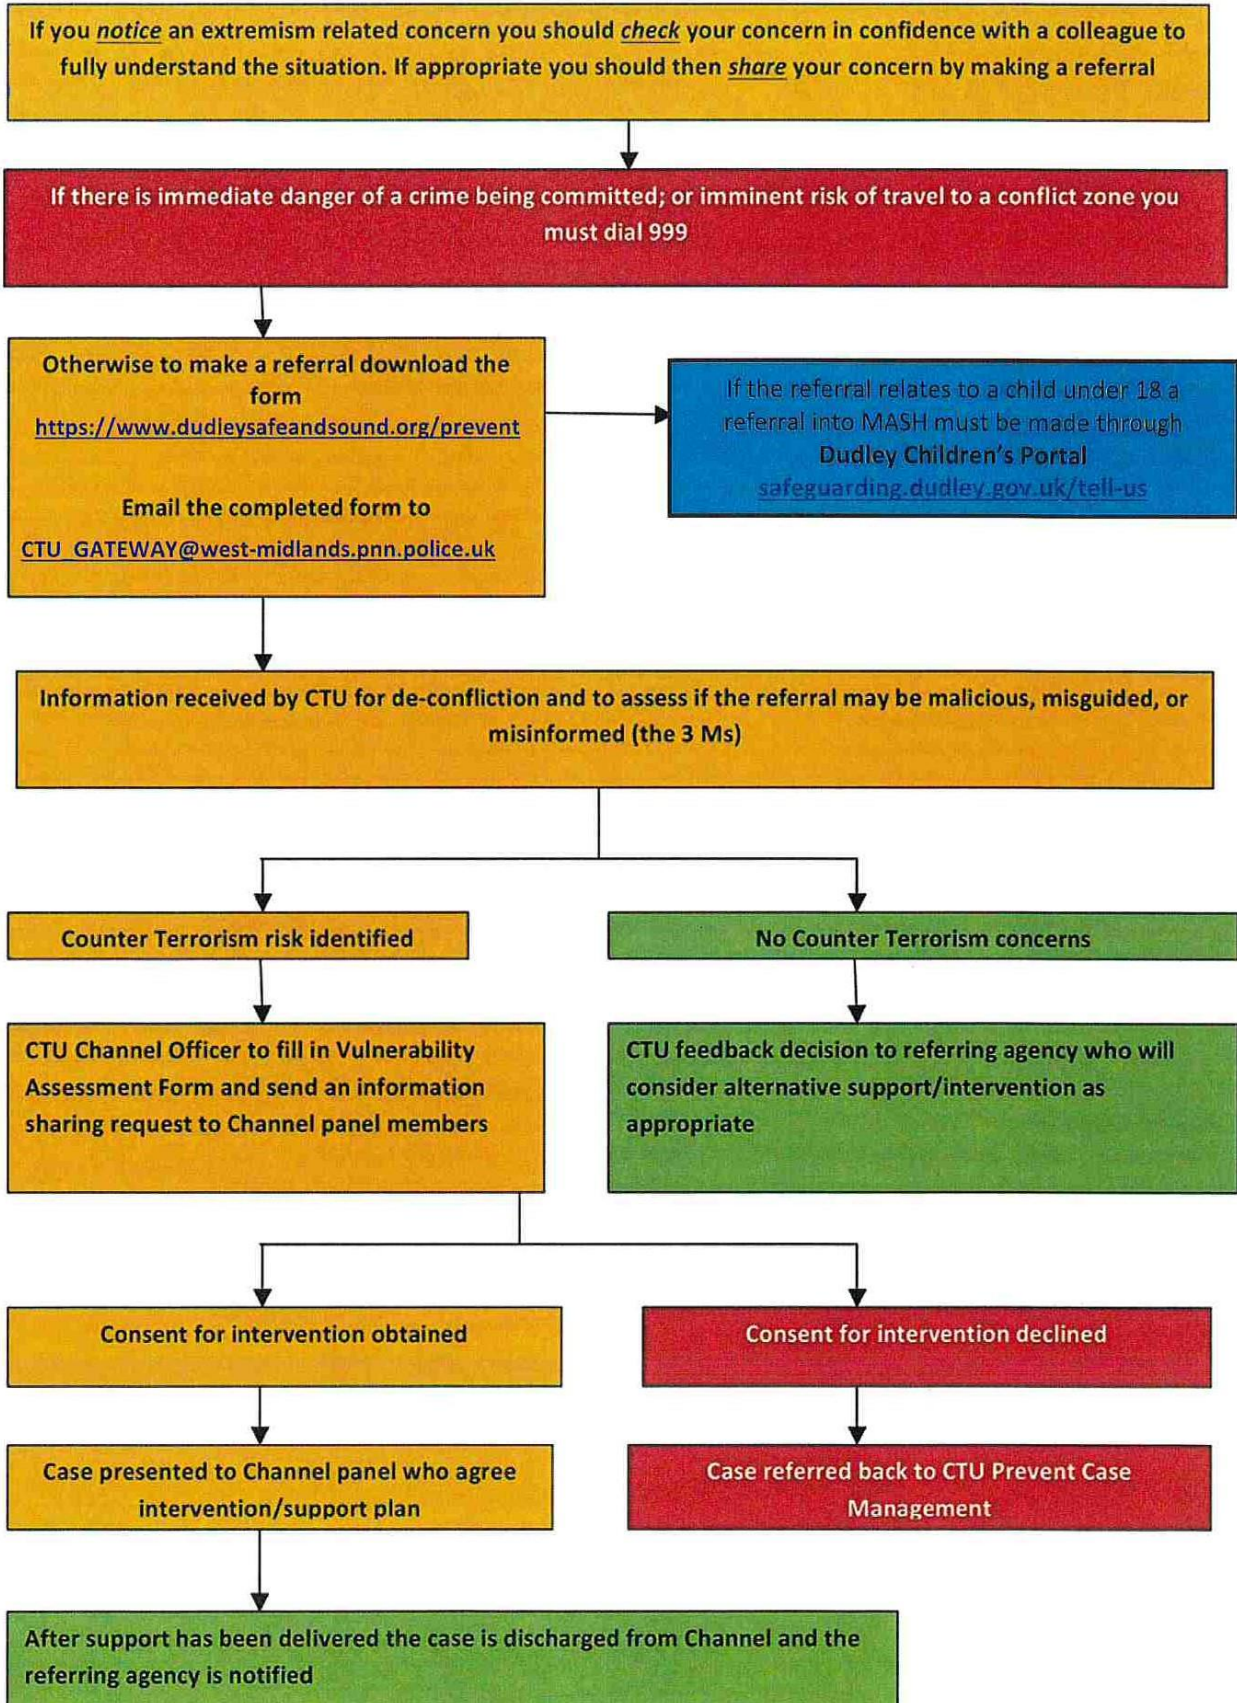 If you notice an extremism related concern you should check your concern in confidence with a colleague to
fully understand the situation. If appropriate you should then share your concern by making a referral
If there is immediate danger of a crime being committed; or imminent risk of travel to a conflict zone you
must dial 999
Otherwise to make a referral download the
form
https://www.dudleysafeandsound.org/prevent
Email the completed form to
CTU_GATEWAY@west-midlands.pnn.police.uk
If the referral relates to a child under 18 a
referral into MASH must be made through
Dudley Children's Portal
safeguarding.dudley.gov.uk/tell-us
Information received by CTU for de-confliction and to assess if the referral may be malicious, misguided, or
misinformed (the 3 Ms)
Counter Terrorism risk identified
No Counter Terrorism concerns
CTU Channel Officer to fill in Vulnerability
Assessment Form and send an information
sharing request to Channel panel members
CTU feedback decision to referring agency who will
consider alternative support/intervention as
appropriate
Consent for intervention obtained
Consent for intervention declined
Case presented to Channel panel who agree
intervention/support plan
Case referred back to CTU Prevent Case
Management
After support has been delivered the case is discharged from Channel and the
referring agency is notified